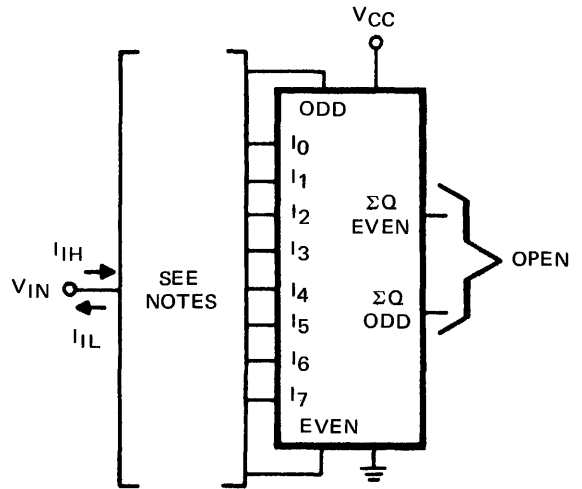 VCC
ODD
I0
I1
I2
I3
I4
I5
I6
I7
EVEN
ΣQ
EVEN
ΣQ
ODD
OPEN
IIH
VIN
IIL
SEE
NOTES